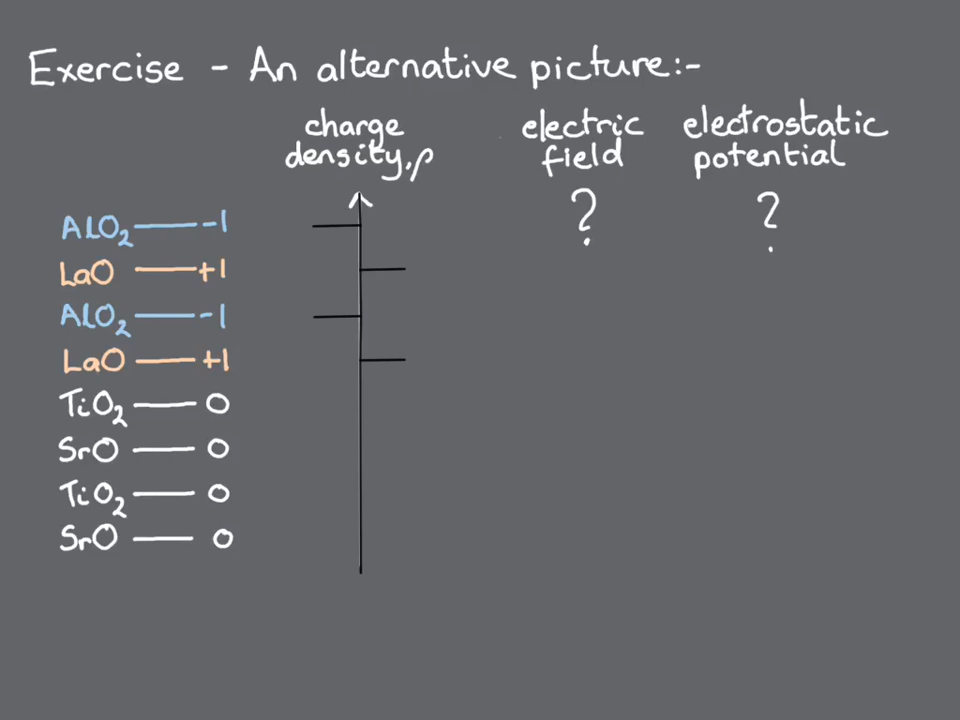 Exercise - An alternative picture:-
charge density, ρ
electric field
electrostatic potential
? ?
AlO₂ — -1
LaO — +1
AlO₂ — -1
LaO — +1
TiO₂ — 0
SrO — 0
TiO₂ — 0
SrO — 0